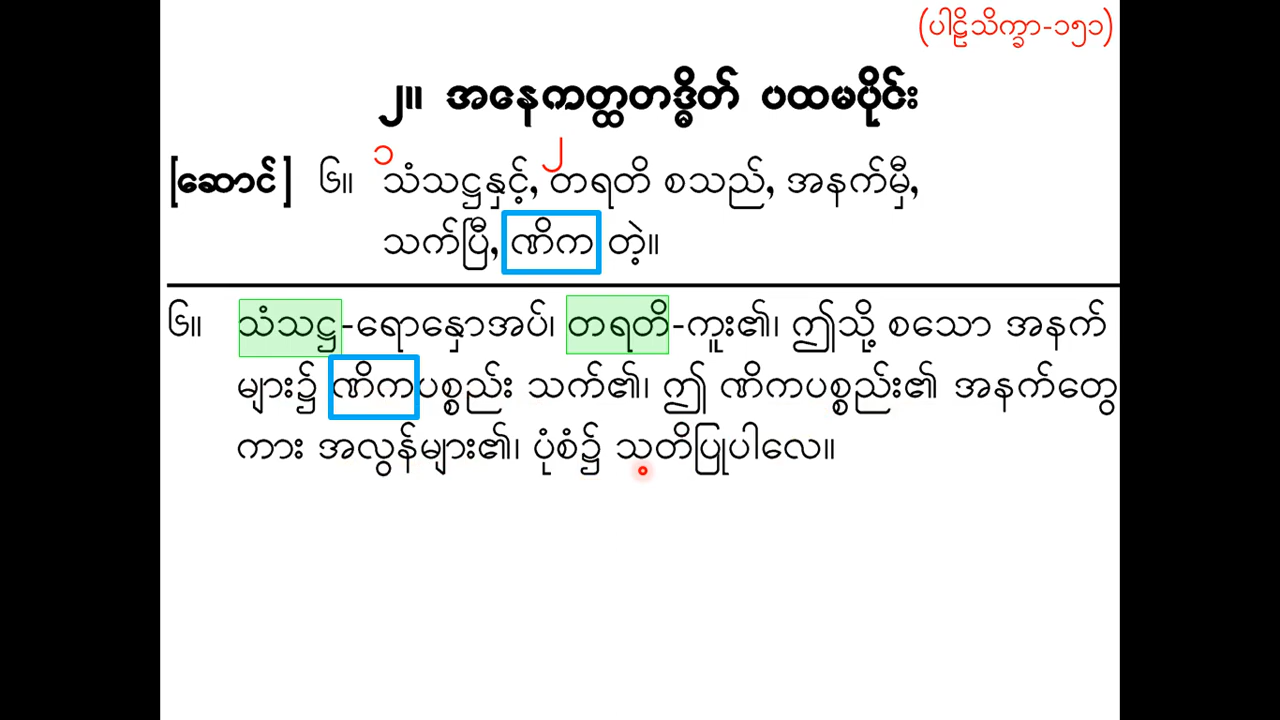 (ပါဠိသိက္ခာ-၁၅၁)
၂။ အနေကတ္ထတဒ္ဓိတ် ပထမပိုင်း
၁ ၂
[ဆောင်] ၆။ သံသဋ္ဌနှင့်, တရတိ စသည်, အနက်မှီ,
သက်ပြီ, ဏိက တဲ့။
၆။ သံသဋ္ဌ-ရောနှောအပ်၊ တရတိ-ကူး၏၊ ဤသို့ စသော အနက်
များ၌ ဏိကပစ္စည်း သက်၏၊ ဤ ဏိကပစ္စည်း၏ အနက်တွေ
ကား အလွန်များ၏၊ ပုံစံ၌ သတိပြုပါလေ။